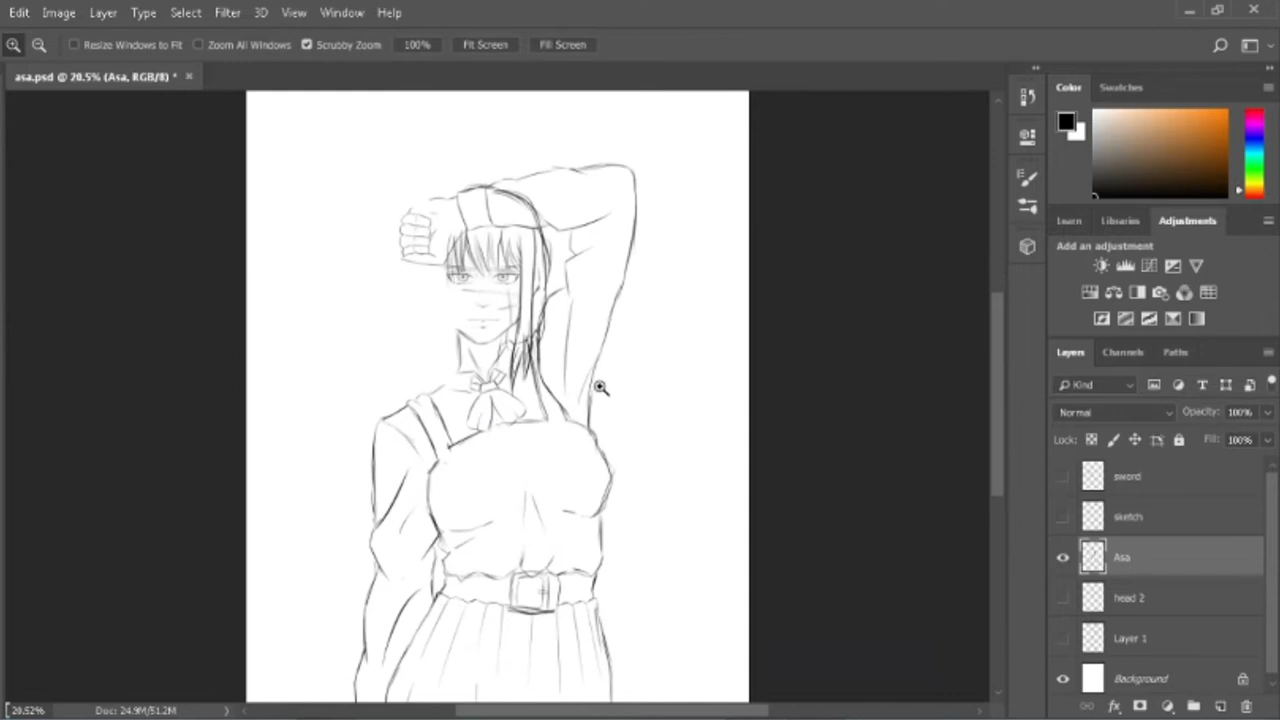 Edit Image Layer Type Select Filter 3D View Window Help
Resize Windows to Fit Zoom All Windows Scrubby Zoom 100% Fit Screen Fill Screen
asa.psd @ 20.5% (Asa, RGB/8) *
Color Swatches
Learn Libraries Adjustments
Add an adjustment
Layers Channels Paths
Kind
Normal Opacity: 100%
Lock: Fill: 100%
sword
sketch
Asa
head 2
Layer 1
Background
20.52% Doc: 24.9M/51.2M